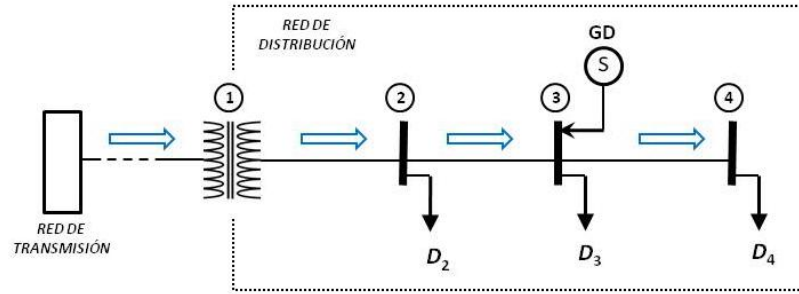 RED DE
DISTRIBUCIÓN
GD
S
1
2
3
4
RED DE
TRANSMISIÓN
D2
D3
D4